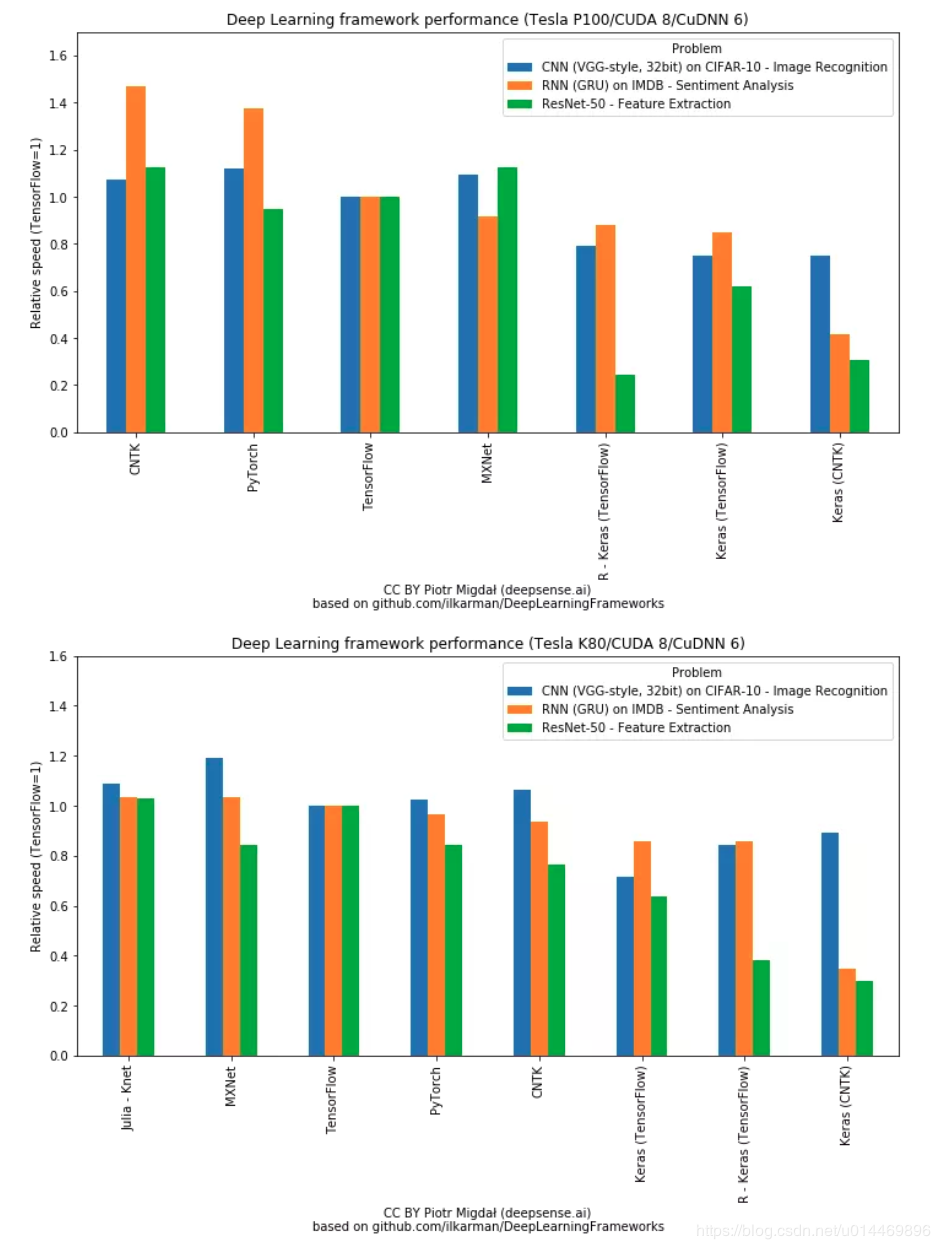 Deep Learning framework performance (Tesla P100/CUDA 8/CuDNN 6)
Problem
CNN (VGG-style, 32bit) on CIFAR-10 - Image Recognition
RNN (GRU) on IMDB - Sentiment Analysis
ResNet-50 - Feature Extraction
Relative speed (TensorFlow=1)
1.6
1.4
1.2
1.0
0.8
0.6
0.4
0.2
0.0
CNTK
PyTorch
TensorFlow
MXNet
R - Keras (TensorFlow)
Keras (TensorFlow)
Keras (CNTK)
CC BY Piotr Migdał (deepsense.ai)
based on github.com/ilkarman/DeepLearningFrameworks
Deep Learning framework performance (Tesla K80/CUDA 8/CuDNN 6)
Problem
CNN (VGG-style, 32bit) on CIFAR-10 - Image Recognition
RNN (GRU) on IMDB - Sentiment Analysis
ResNet-50 - Feature Extraction
Relative speed (TensorFlow=1)
1.6
1.4
1.2
1.0
0.8
0.6
0.4
0.2
0.0
Julia - Knet
MXNet
TensorFlow
PyTorch
CNTK
Keras (TensorFlow)
R - Keras (TensorFlow)
Keras (CNTK)
CC BY Piotr Migdał (deepsense.ai)
based on github.com/ilkarman/DeepLearningFrameworks
https://blog.csdn.net/u014469896